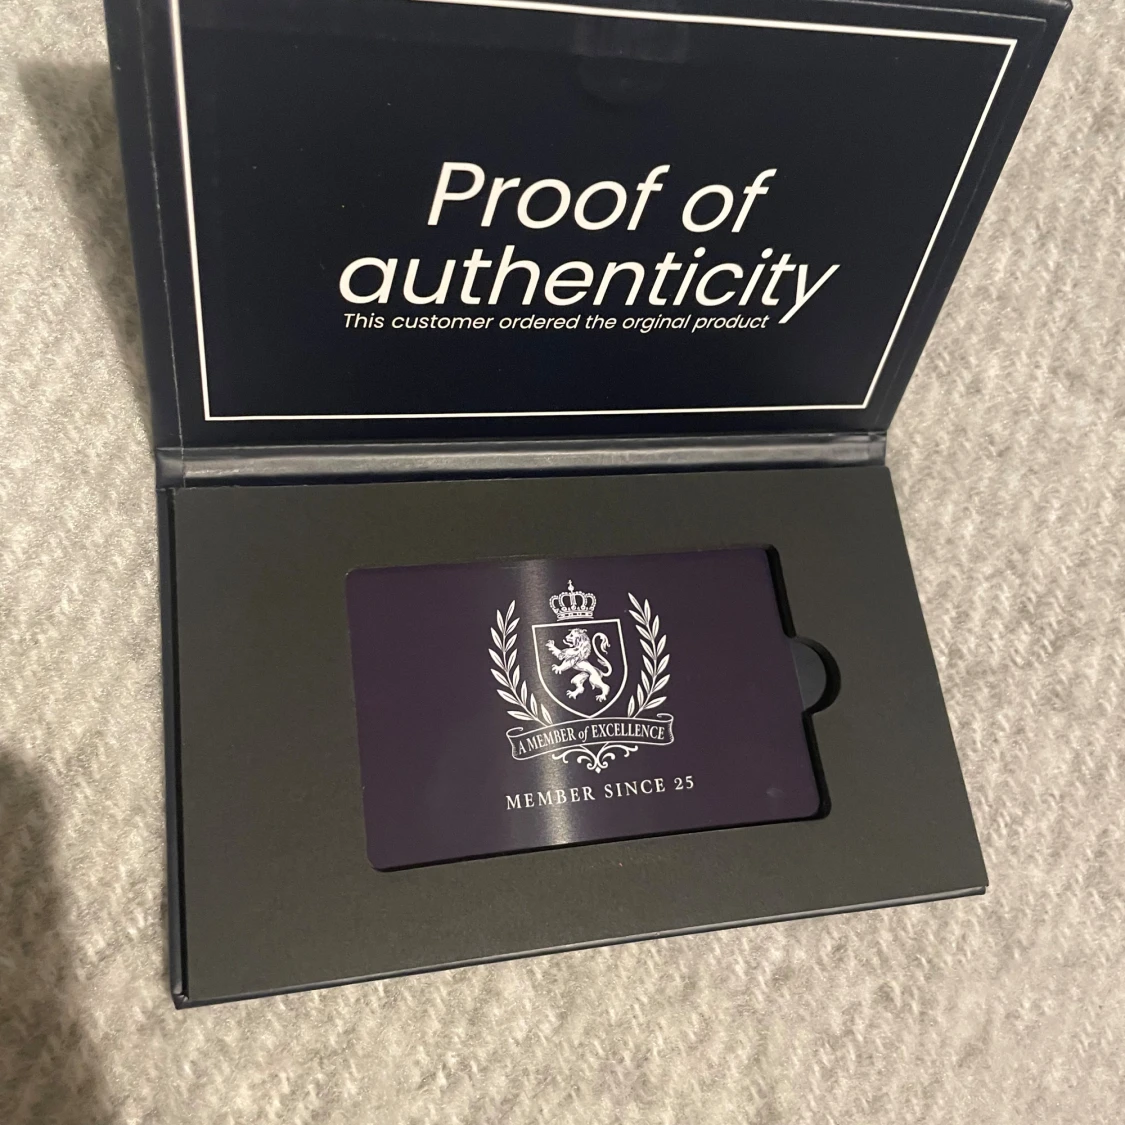 Proof of
authenticity
This customer ordered the orginal product
A MEMBER of EXCELLENCE
MEMBER SINCE 25